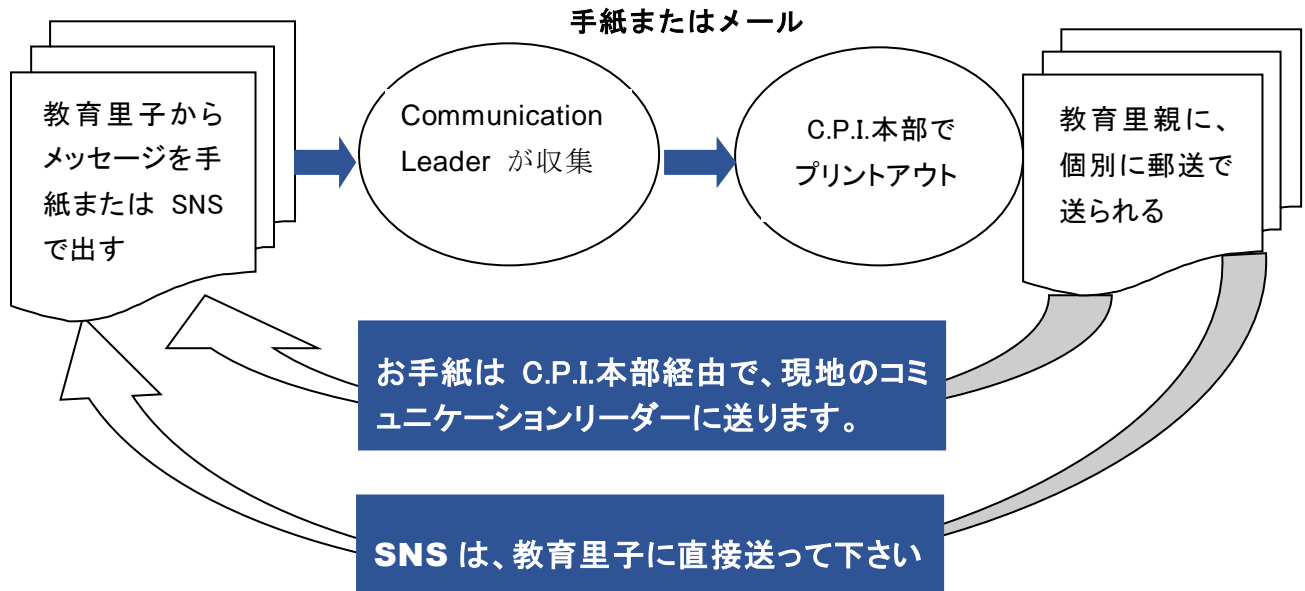 手紙またはメール
教育里子から
メッセージを手
紙または SNS
で出す
Communication
Leader が収集
C.P.I.本部で
プリントアウト
教育里親に、
個別に郵送で
送られる
お手紙は C.P.I.本部経由で、現地のコミ
ュニケーションリーダーに送ります。
SNS は、教育里子に直接送って下さい